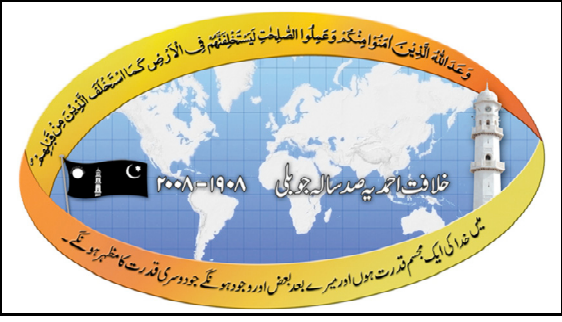 وَعَدَ اللّٰهُ الَّذِیْنَ اٰمَنُوْا مِنْكُمْ وَعَمِلُوا الصّٰلِحٰتِ لَیَسْتَخْلِفَنَّهُمْ فِی الْاَرْضِ كَمَا اسْتَخْلَفَ الَّذِیْنَ مِنْ قَبْلِهِمْ
خلافت احمدیہ صد سالہ جوبلی ۱۹۰۸ - ۲۰۰۸
میں خدا کی ایک مجسم قدرت ہوں اور میرے بعد بعض اور وجود ہونگے جو دوسری قدرت کا مظہر ہونگے۔